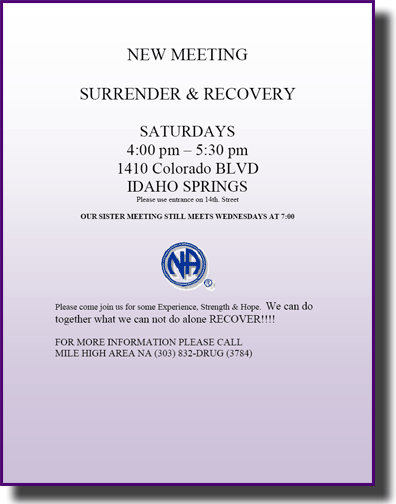 NEW MEETING
SURRENDER & RECOVERY
SATURDAYS
4:00 pm – 5:30 pm
1410 Colorado BLVD
IDAHO SPRINGS
Please use entrance on 14th. Street
OUR SISTER MEETING STILL MEETS WEDNESDAYS AT 7:00
NA®
Please come join us for some Experience, Strength & Hope. We can do
together what we can not do alone RECOVER!!!!
FOR MORE INFORMATION PLEASE CALL
MILE HIGH AREA NA (303) 832-DRUG (3784)